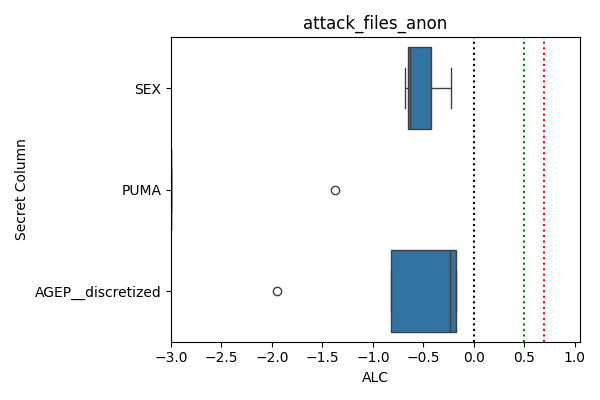 attack_files_anon
SEX
PUMA
AGEP__discretized
Secret Column
−3.0 −2.5 −2.0 −1.5 −1.0 −0.5 0.0 0.5 1.0
ALC